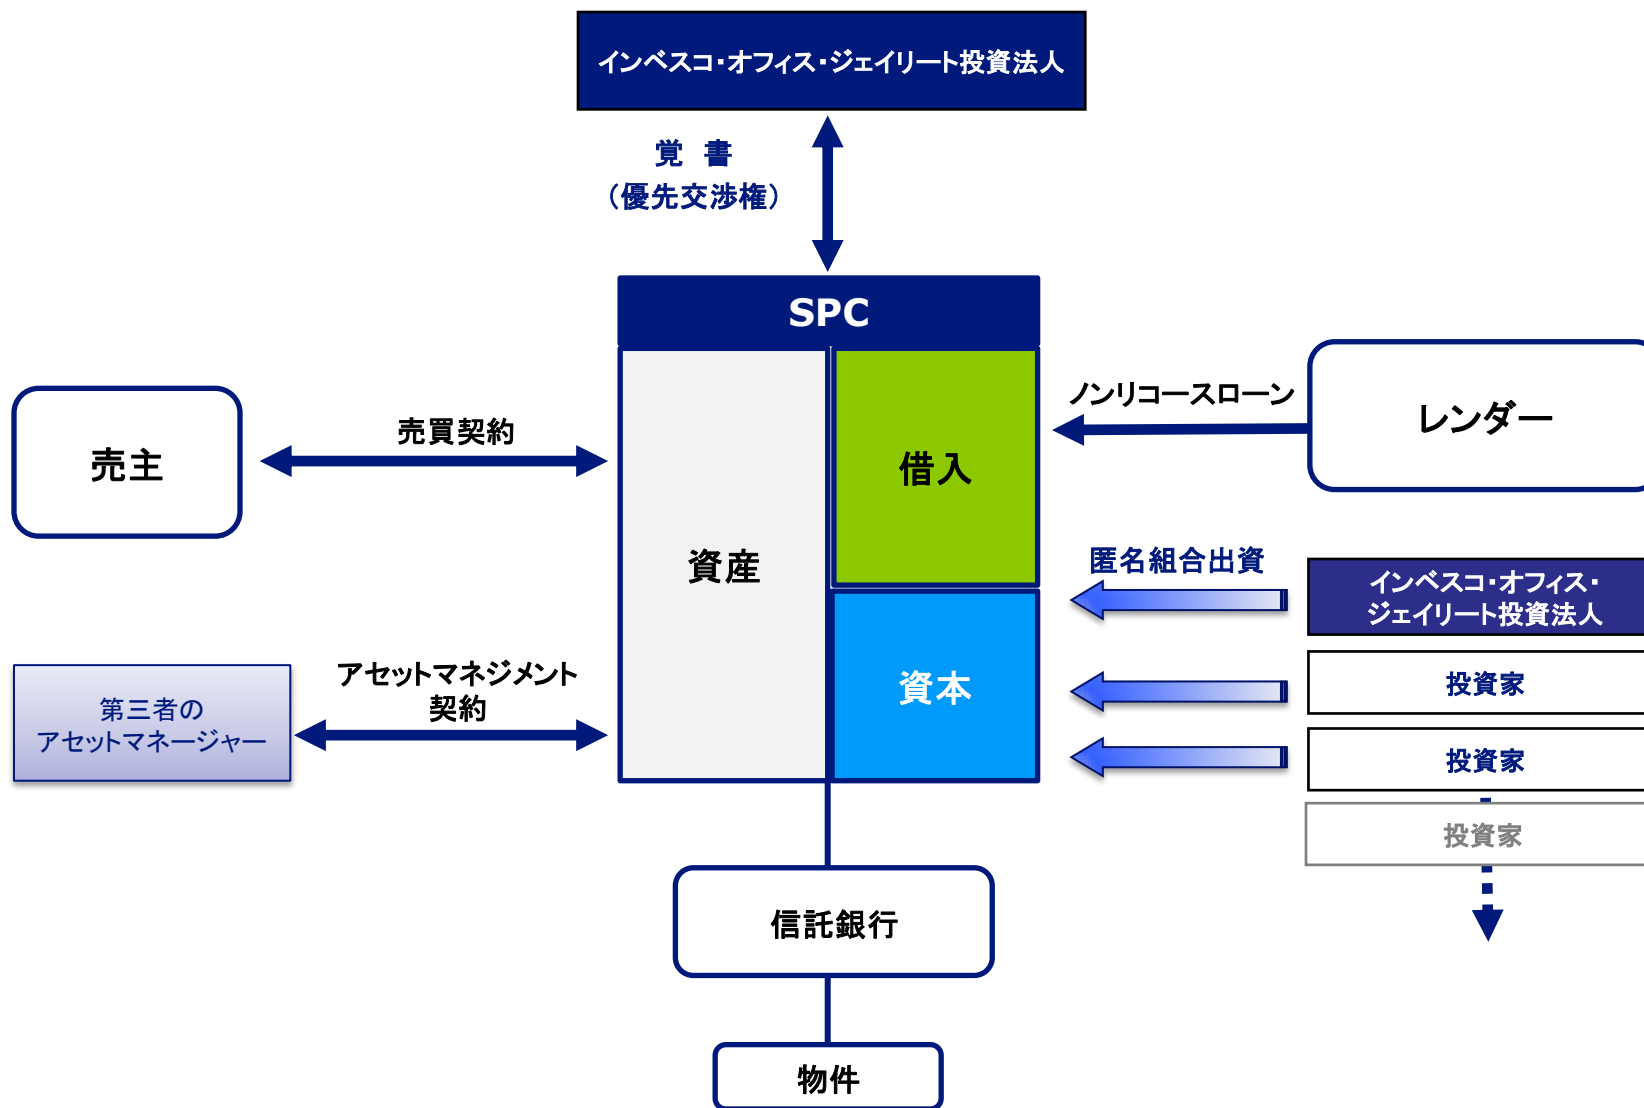 インベスコ・オフィス・ジェイリート投資法人
覚 書
（優先交渉権）
SPC
売主
売買契約
資産
借入
ノンリコースローン
レンダー
匿名組合出資
インベスコ・オフィス・
ジェイリート投資法人
資本
投資家
投資家
投資家
第三者の
アセットマネージャー
アセットマネジメント
契約
信託銀行
物件